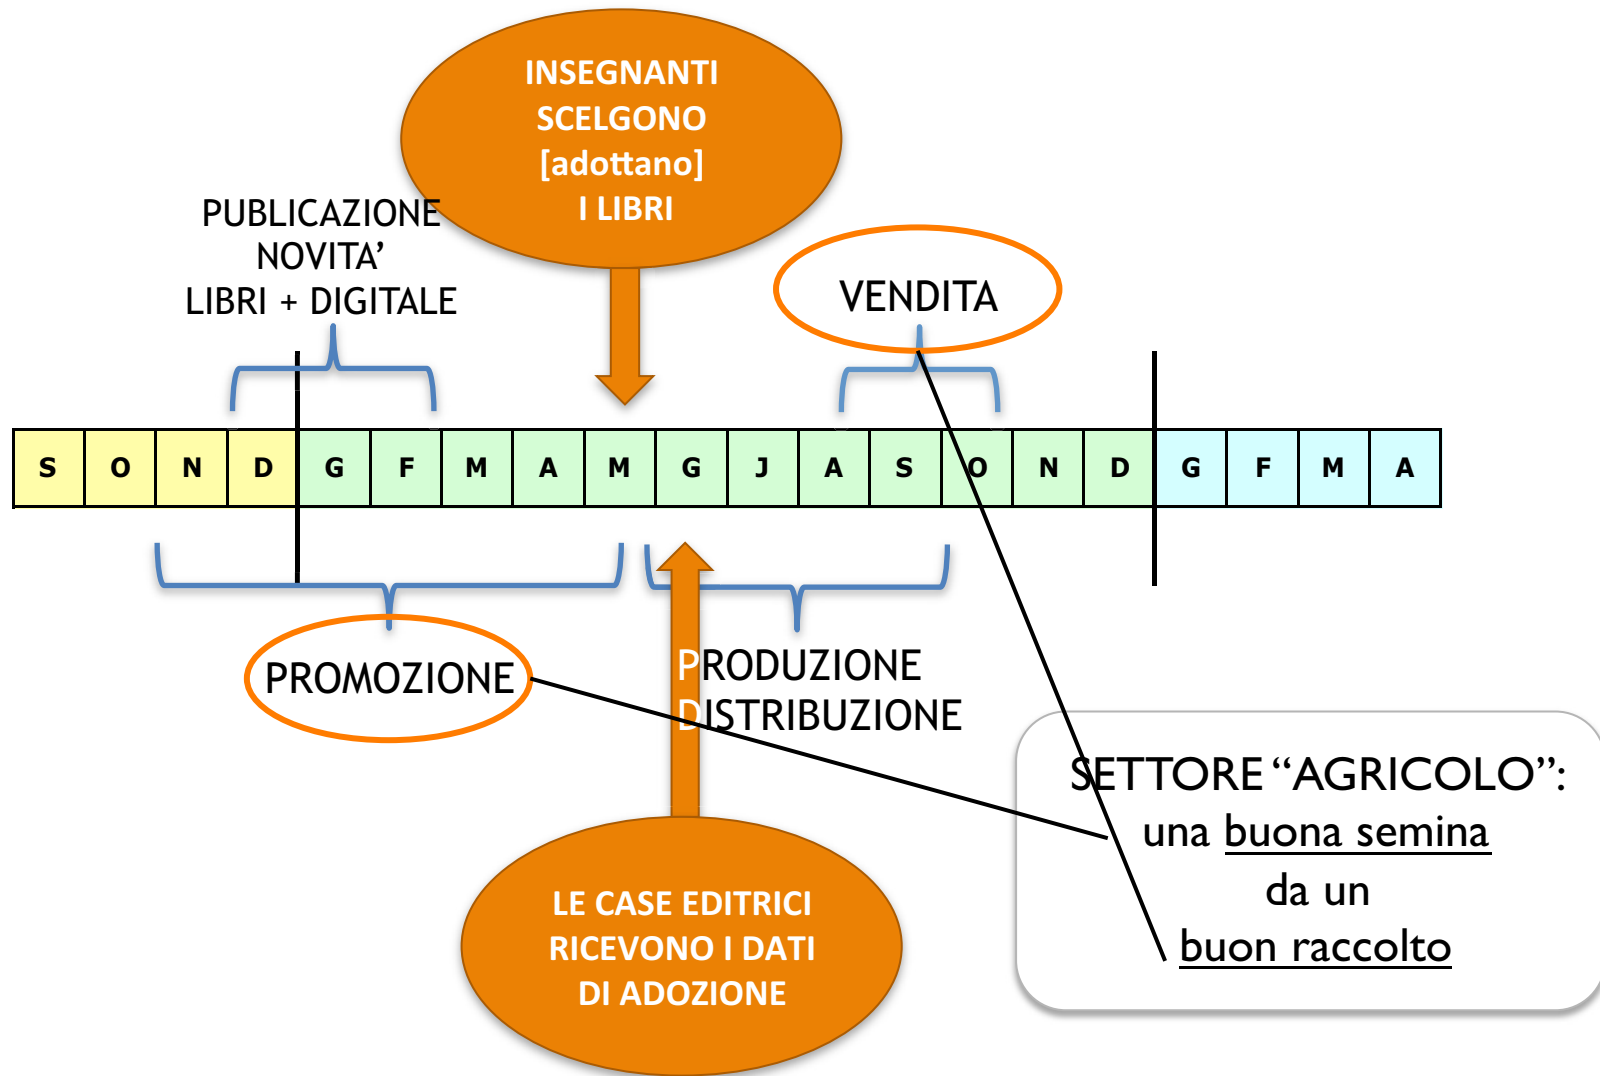 INSEGNANTI
SCELGONO
[adottano]
I LIBRI
PUBLICAZIONE
NOVITA’
LIBRI + DIGITALE
VENDITA
S O N D G F M A M G J A S O N D G F M A
PROMOZIONE
PRODUZIONE
DISTRIBUZIONE
SETTORE “AGRICOLO”:
una buona semina
da un
buon raccolto
LE CASE EDITRICI
RICEVONO I DATI
DI ADOZIONE